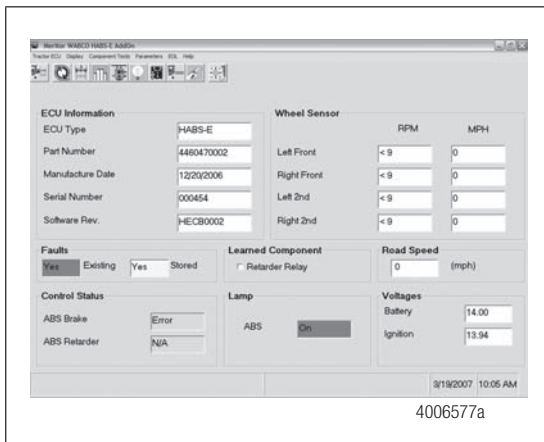 Meritor WABCO HABS-E AddOn
Tractor ECU Display Component Tests Parameters EOL Help
ECU Information
ECU Type HABS-E
Part Number 4460470002
Manufacture Date 12/20/2006
Serial Number 000454
Software Rev. HECB0002
Wheel Sensor
RPM MPH
Left Front < 9 0
Right Front < 9 0
Left 2nd < 9 0
Right 2nd < 9 0
Faults
Yes Existing Yes Stored
Learned Component
Retarder Relay
Road Speed
0 (mph)
Control Status
ABS Brake Error
ABS Retarder N/A
Lamp
ABS On
Voltages
Battery 14.00
Ignition 13.94
3/19/2007 10:05 AM
4006577a